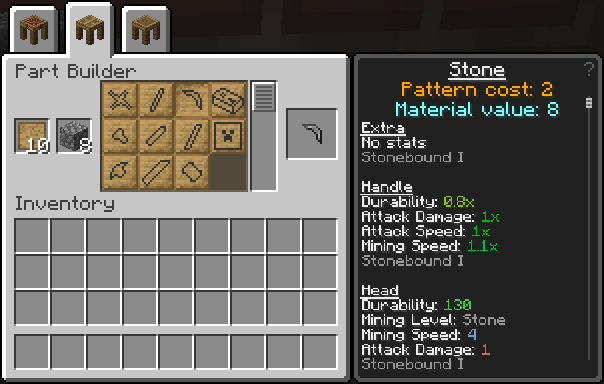 Part Builder
10
8
Inventory
Stone
?
Pattern cost: 2
Material value: 8
Extra
No stats
Stonebound I
Handle
Durability: 0.8x
Attack Damage: 1x
Attack Speed: 1x
Mining Speed: 1.1x
Stonebound I
Head
Durability: 130
Mining Level: Stone
Mining Speed: 4
Attack Damage: 1
Stonebound I